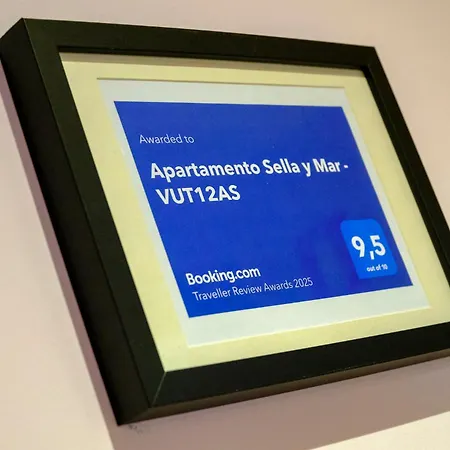 Awarded to
Apartamento Sella y Mar -
VUT12AS
9,5
out of 10
Booking.com
Traveller Review Awards 2025